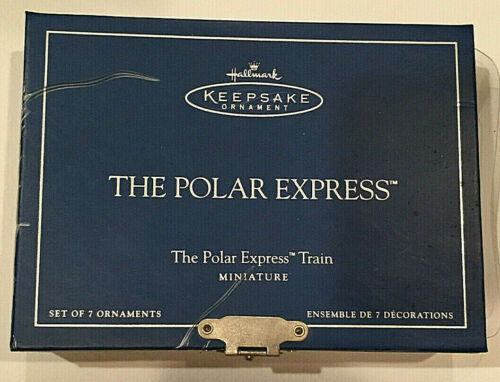 Hallmark
KEEPSAKE
ORNAMENT
THE POLAR EXPRESS™
The Polar Express™ Train
MINIATURE
SET OF 7 ORNAMENTS
ENSEMBLE DE 7 DÉCORATIONS